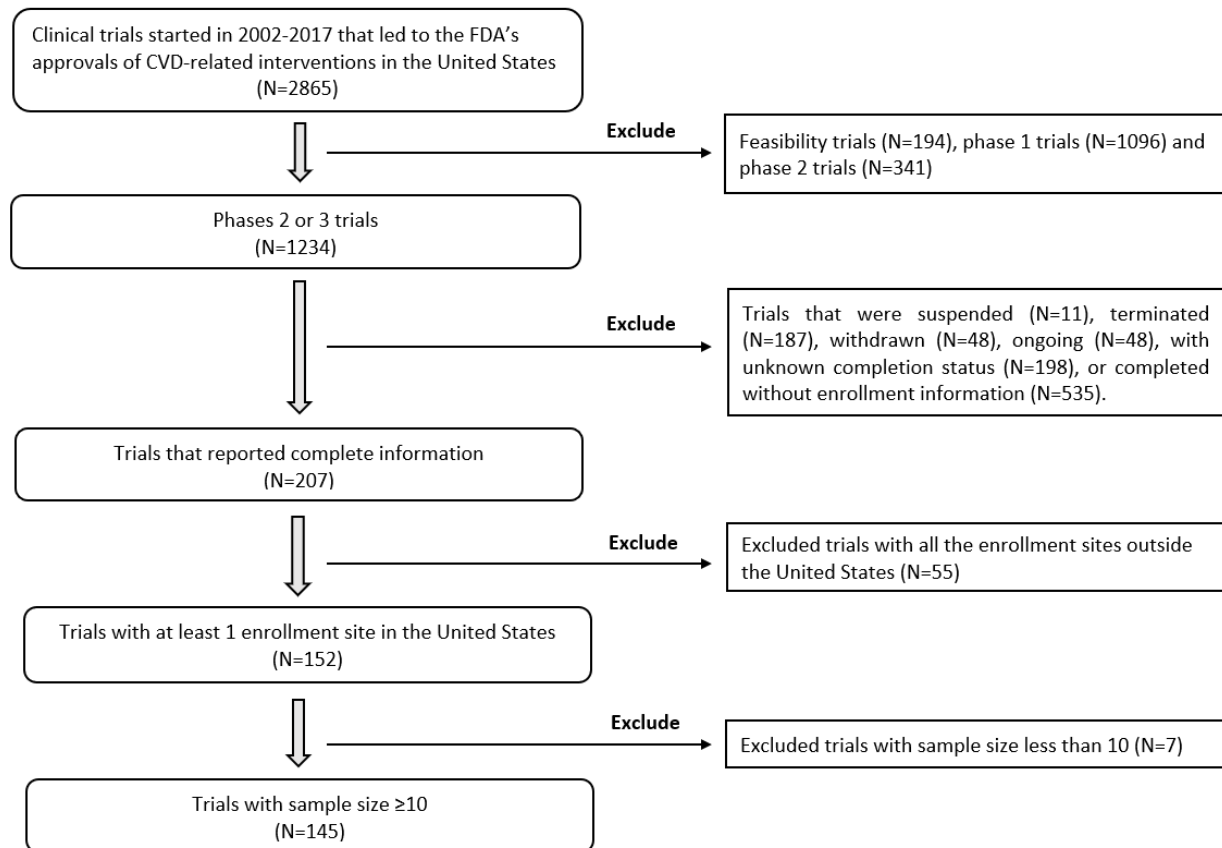 Clinical trials started in 2002-2017 that led to the FDA’s
approvals of CVD-related interventions in the United States
(N=2865)
Exclude
Feasibility trials (N=194), phase 1 trials (N=1096) and
phase 2 trials (N=341)
Phases 2 or 3 trials
(N=1234)
Exclude
Trials that were suspended (N=11), terminated
(N=187), withdrawn (N=48), ongoing (N=48), with
unknown completion status (N=198), or completed
without enrollment information (N=535).
Trials that reported complete information
(N=207)
Exclude
Excluded trials with all the enrollment sites outside
the United States (N=55)
Trials with at least 1 enrollment site in the United States
(N=152)
Exclude
Excluded trials with sample size less than 10 (N=7)
Trials with sample size ≥10
(N=145)